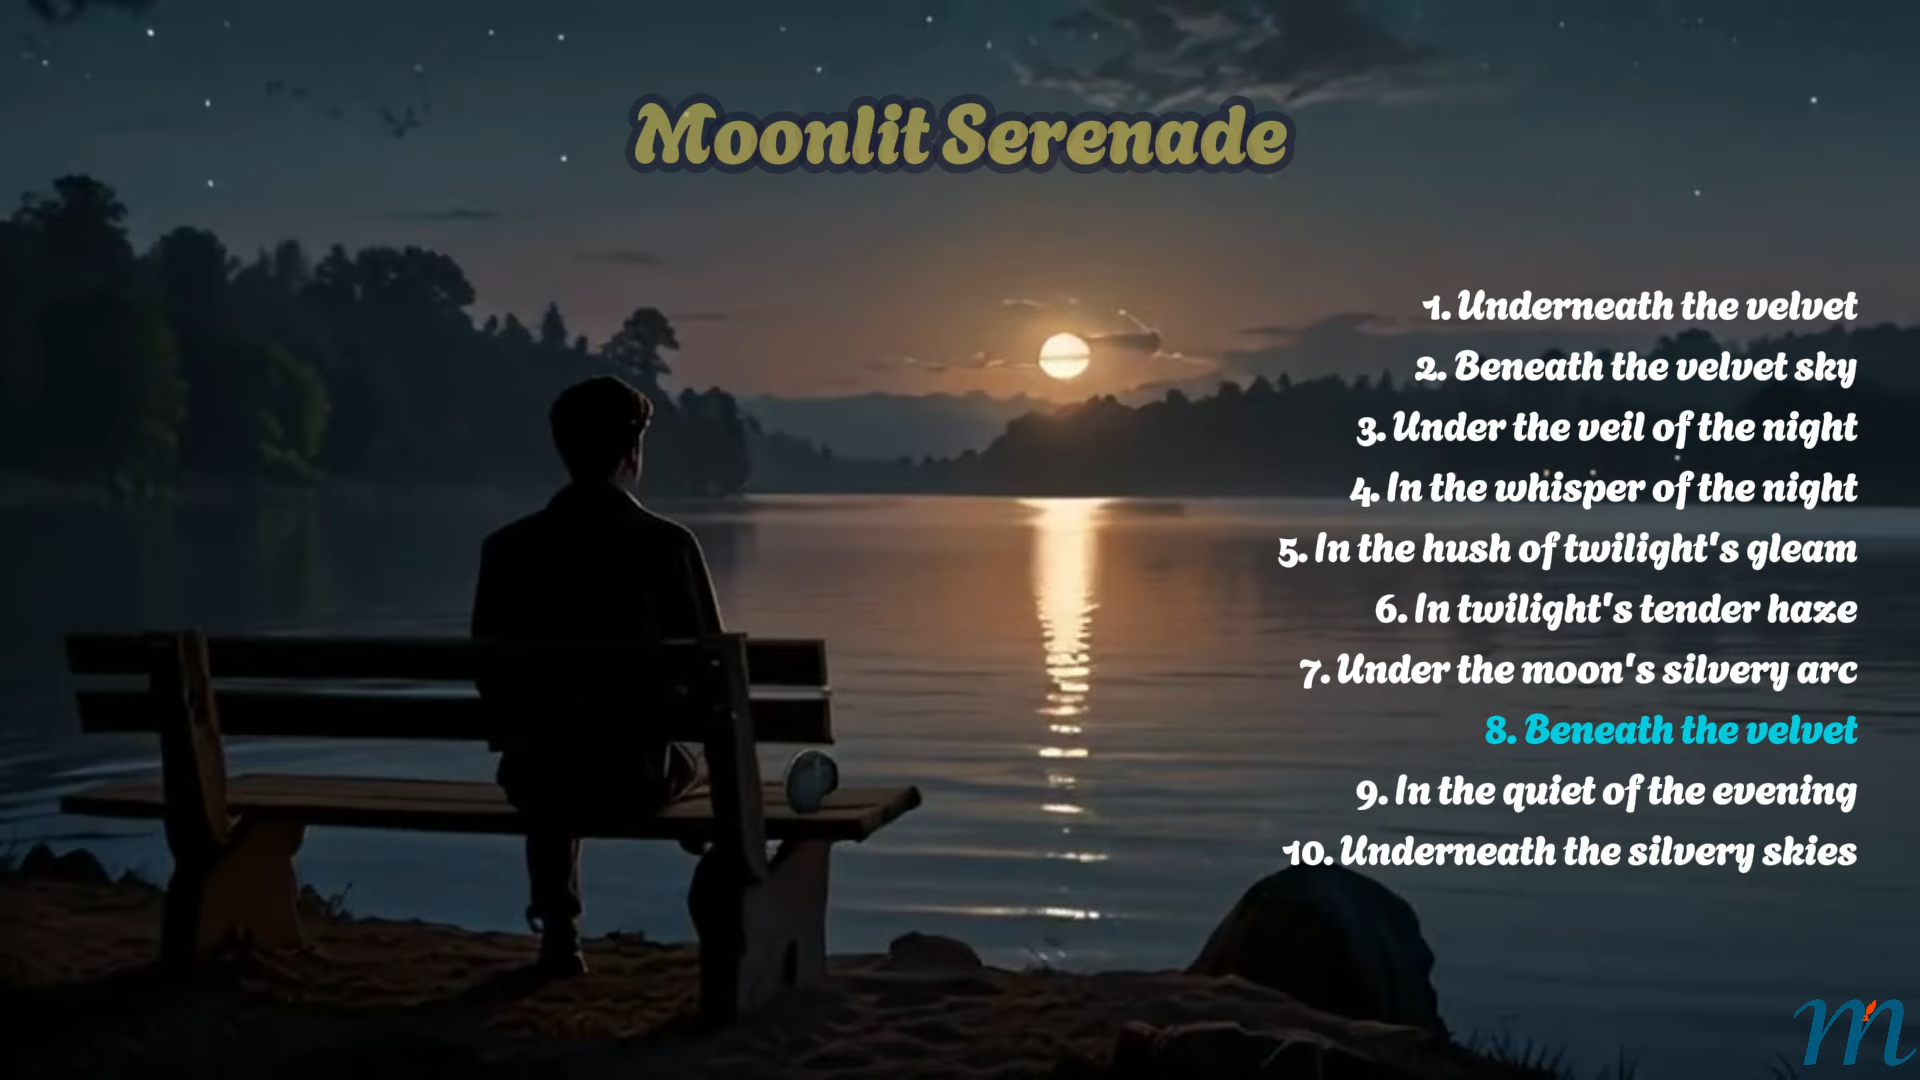 Moonlit Serenade
1. Underneath the velvet
2. Beneath the velvet sky
3. Under the veil of the night
4. In the whisper of the night
5. In the hush of twilight's gleam
6. In twilight's tender haze
7. Under the moon's silvery arc
8. Beneath the velvet
9. In the quiet of the evening
10. Underneath the silvery skies
m